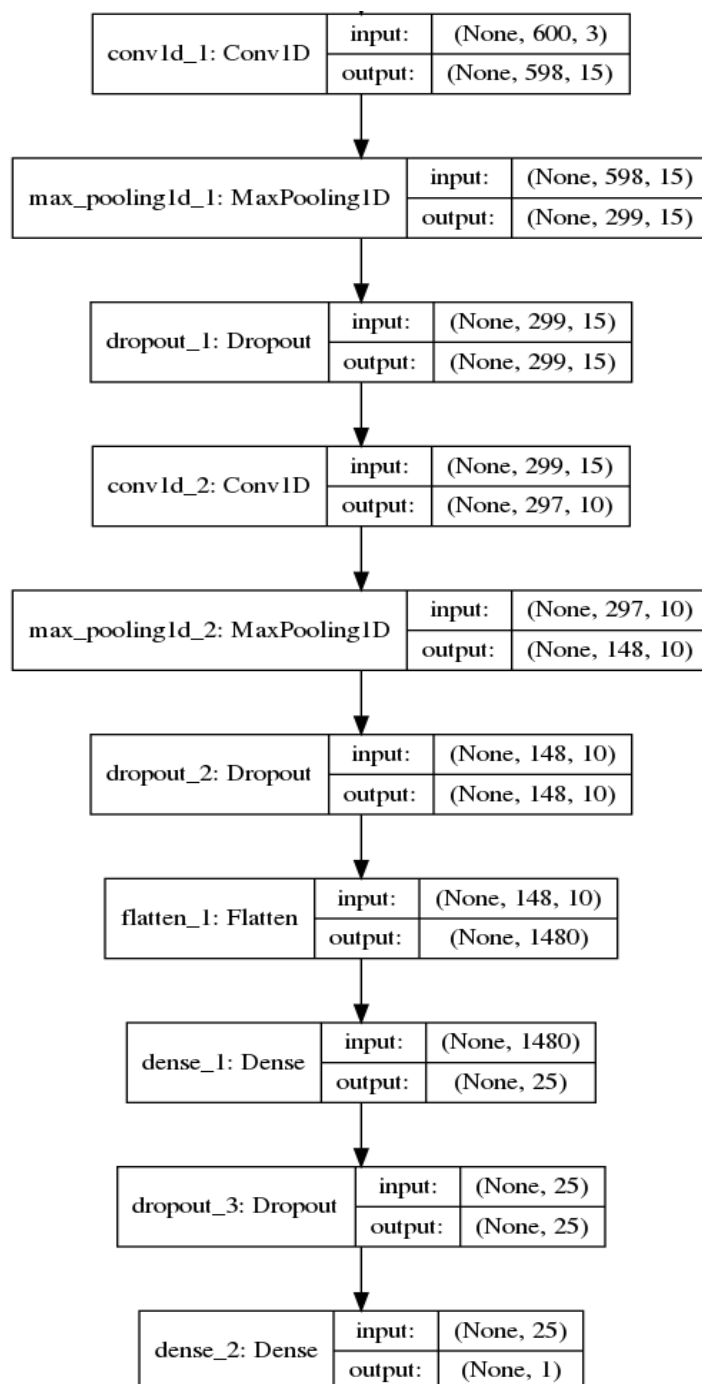 conv1d_1: Conv1D input: (None, 600, 3)
output: (None, 598, 15)
max_pooling1d_1: MaxPooling1D input: (None, 598, 15)
output: (None, 299, 15)
dropout_1: Dropout input: (None, 299, 15)
output: (None, 299, 15)
conv1d_2: Conv1D input: (None, 299, 15)
output: (None, 297, 10)
max_pooling1d_2: MaxPooling1D input: (None, 297, 10)
output: (None, 148, 10)
dropout_2: Dropout input: (None, 148, 10)
output: (None, 148, 10)
flatten_1: Flatten input: (None, 148, 10)
output: (None, 1480)
dense_1: Dense input: (None, 1480)
output: (None, 25)
dropout_3: Dropout input: (None, 25)
output: (None, 25)
dense_2: Dense input: (None, 25)
output: (None, 1)